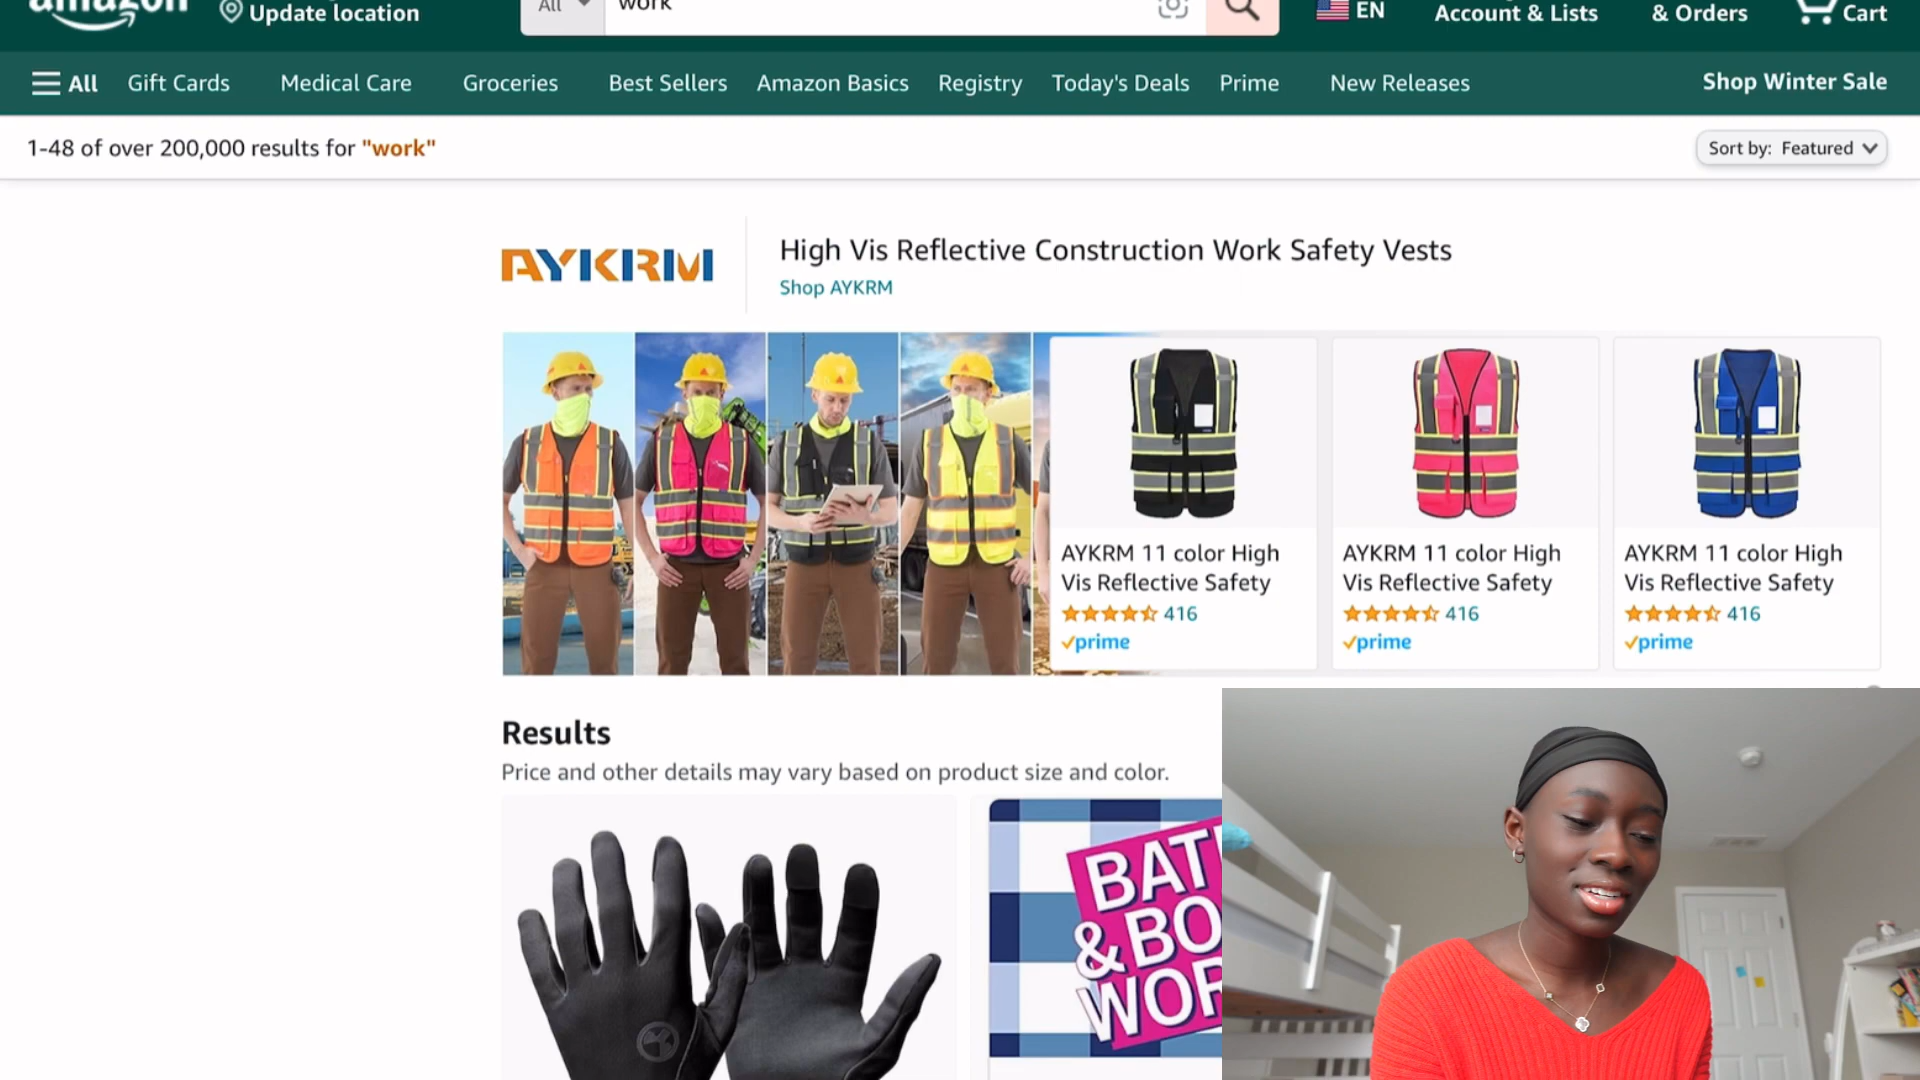 amazon
Update location
All
work
EN
Account & Lists
& Orders
Cart
All
Gift Cards
Medical Care
Groceries
Best Sellers
Amazon Basics
Registry
Today's Deals
Prime
New Releases
Shop Winter Sale
1-48 of over 200,000 results for "work"
Sort by: Featured
AYKRM
High Vis Reflective Construction Work Safety Vests
Shop AYKRM
AYKRM 11 color High
Vis Reflective Safety
416
prime
AYKRM 11 color High
Vis Reflective Safety
416
prime
AYKRM 11 color High
Vis Reflective Safety
416
prime
Results
Price and other details may vary based on product size and color.
BAT
& BO
WOR